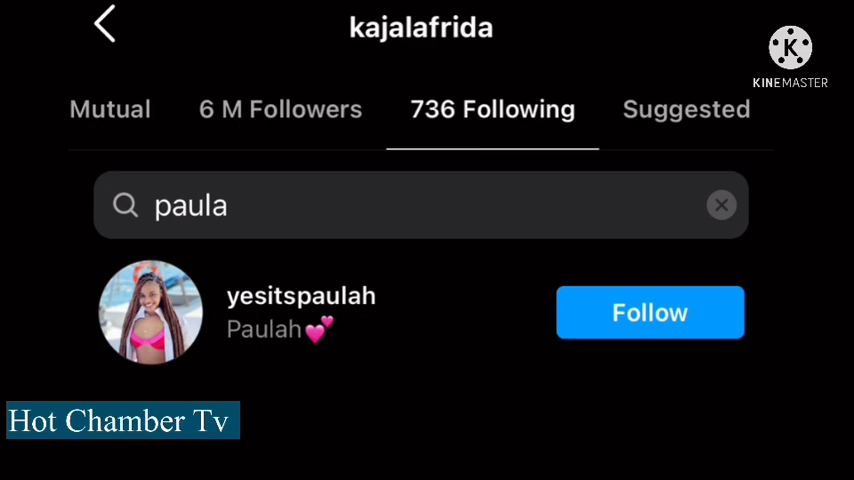 kajalafrida
K
KINEMASTER
Mutual
6 M Followers
736 Following
Suggested
paula
yesitspaulah
Paulah💕
Follow
Hot Chamber Tv